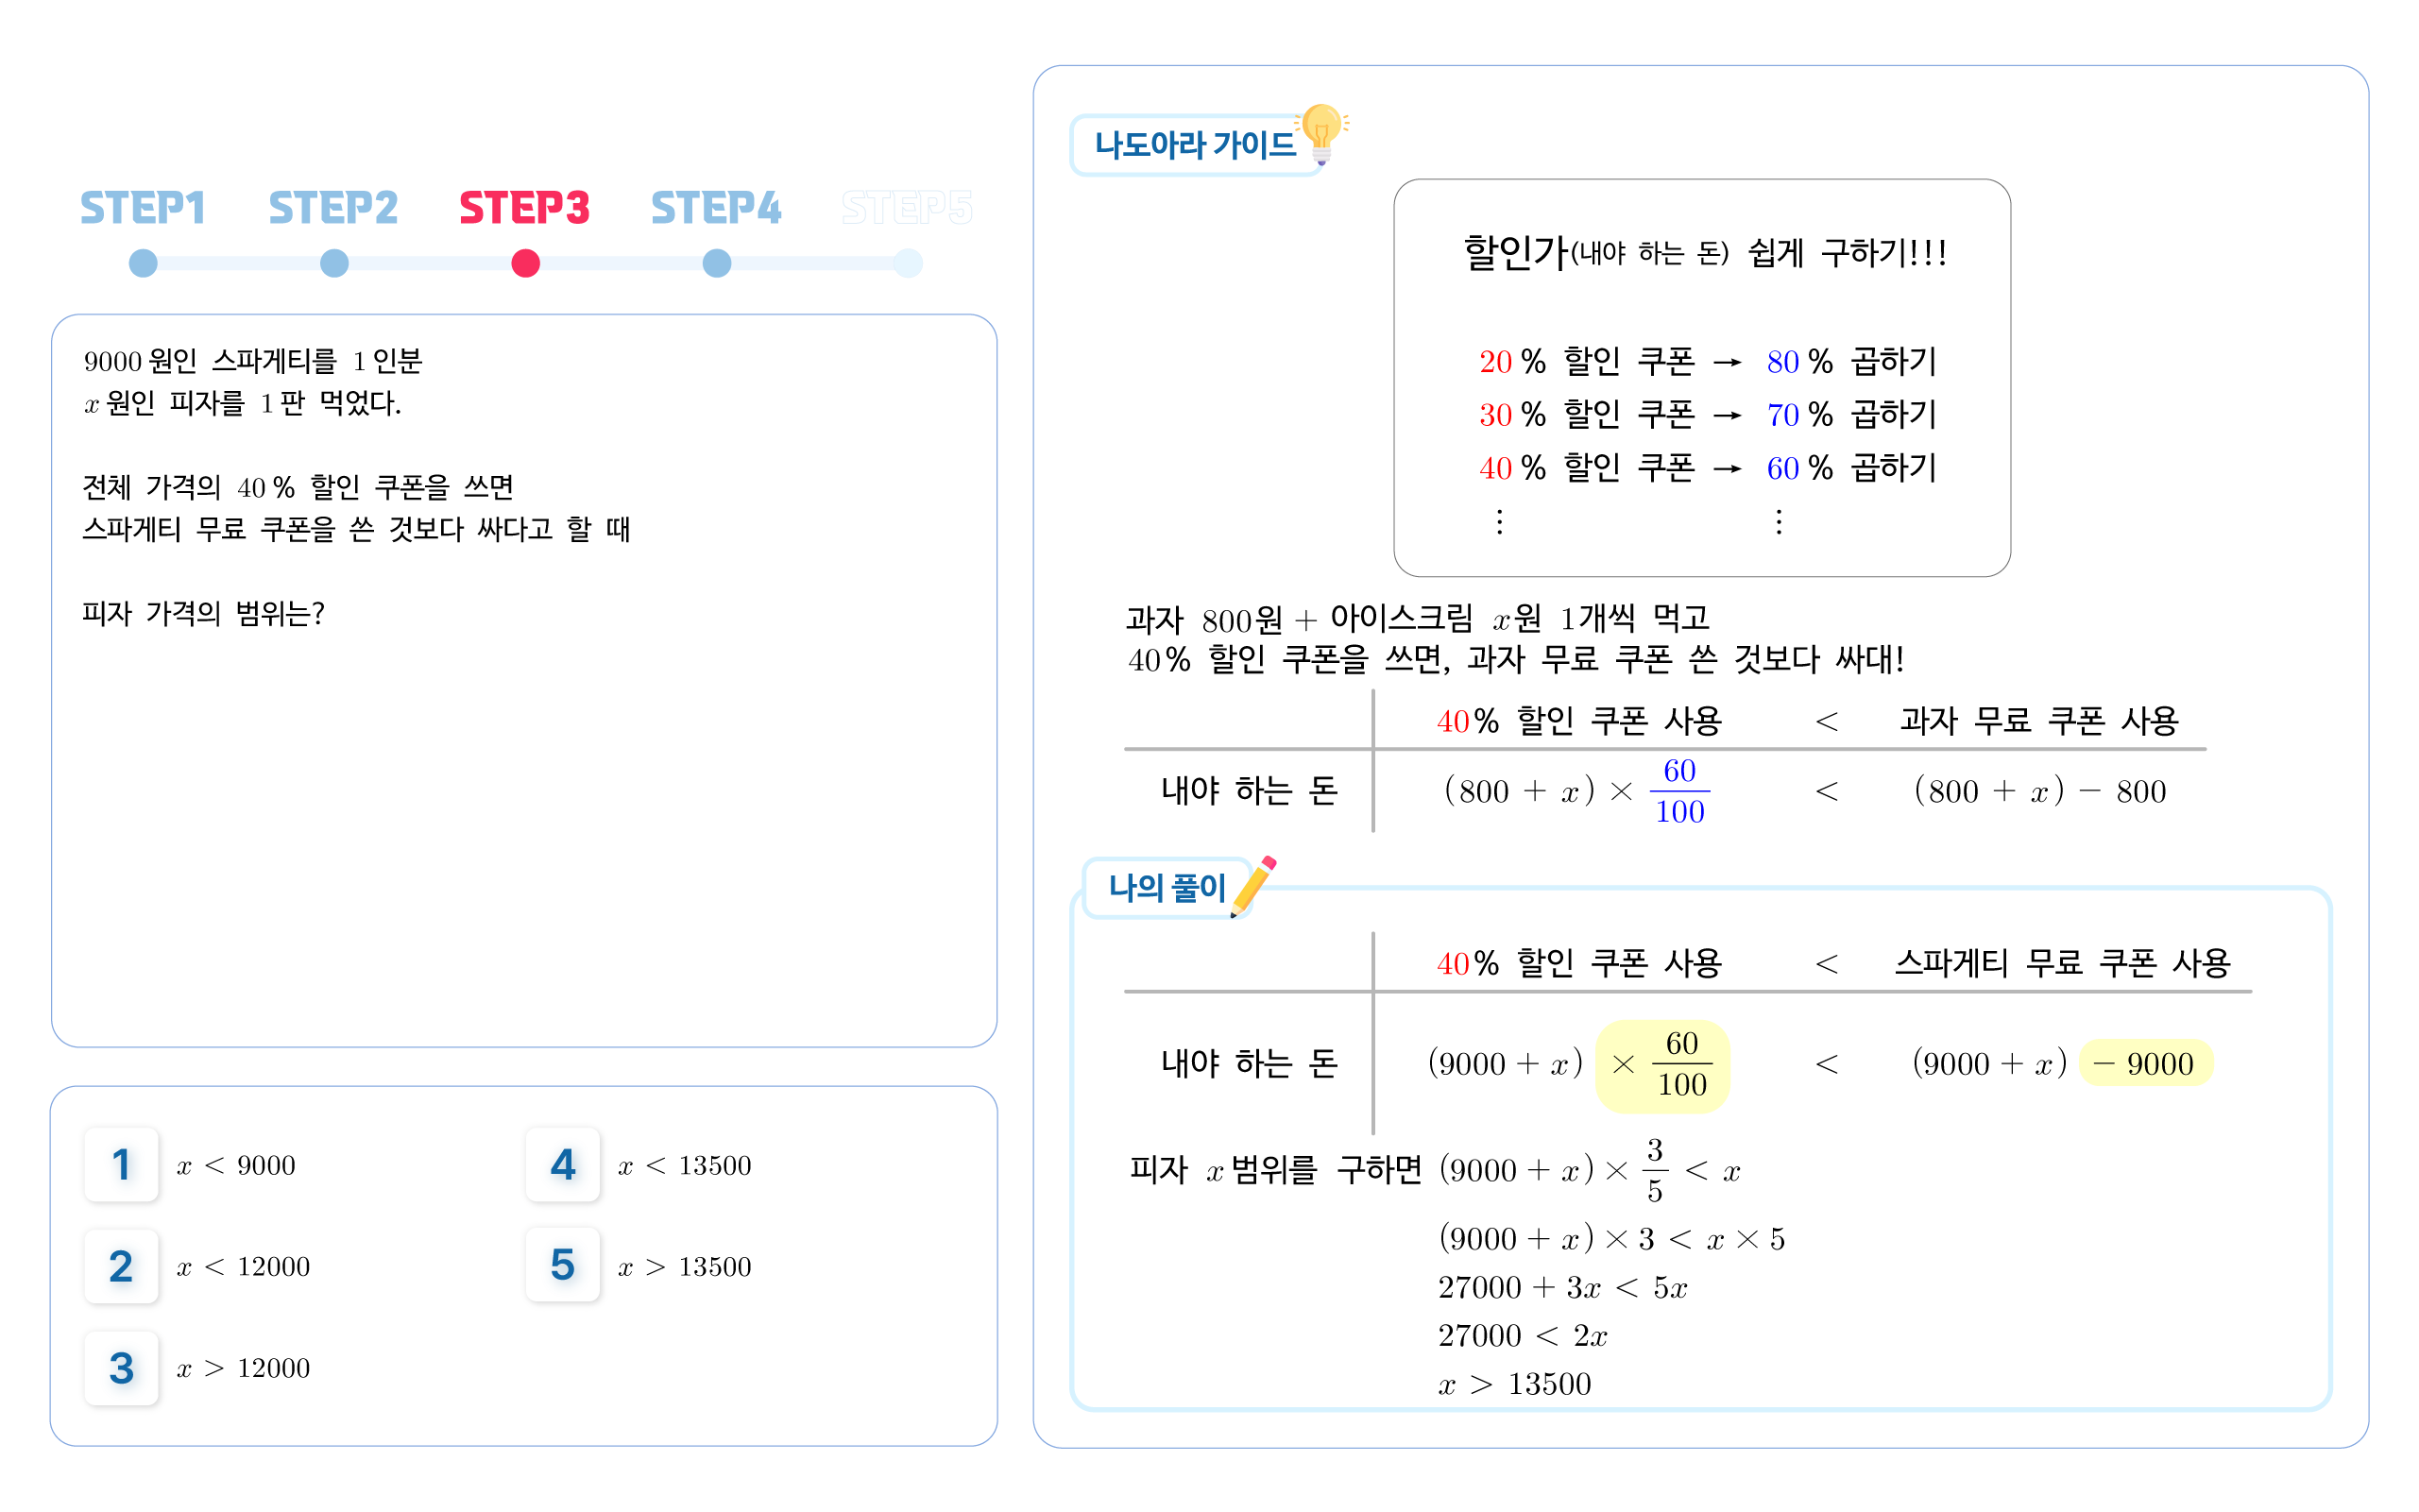 STEP1 STEP2 STEP3 STEP4 STEP5
9000원인 스파게티를 1인분
x원인 피자를 1판 먹었다.
전체 가격의 40% 할인 쿠폰을 쓰면
스파게티 무료 쿠폰을 쓴 것보다 싸다고 할 때
피자 가격의 범위는?
1 x < 9000
2 x < 12000
3 x > 12000
4 x < 13500
5 x > 13500
나도아라 가이드
할인가(내야 하는 돈) 쉽게 구하기!!!
20% 할인 쿠폰 → 80% 곱하기
30% 할인 쿠폰 → 70% 곱하기
40% 할인 쿠폰 → 60% 곱하기
⋮ ⋮
과자 800원 + 아이스크림 x원 1개씩 먹고
40% 할인 쿠폰을 쓰면, 과자 무료 쿠폰 쓴 것보다 싸대!
40% 할인 쿠폰 사용 < 과자 무료 쿠폰 사용
내야 하는 돈 (800 + x) × 60/100 < (800 + x) − 800
나의 풀이
40% 할인 쿠폰 사용 < 스파게티 무료 쿠폰 사용
내야 하는 돈 (9000 + x) × 60/100 < (9000 + x) − 9000
피자 x범위를 구하면 (9000 + x) × 3/5 < x
(9000 + x) × 3 < x × 5
27000 + 3x < 5x
27000 < 2x
x > 13500